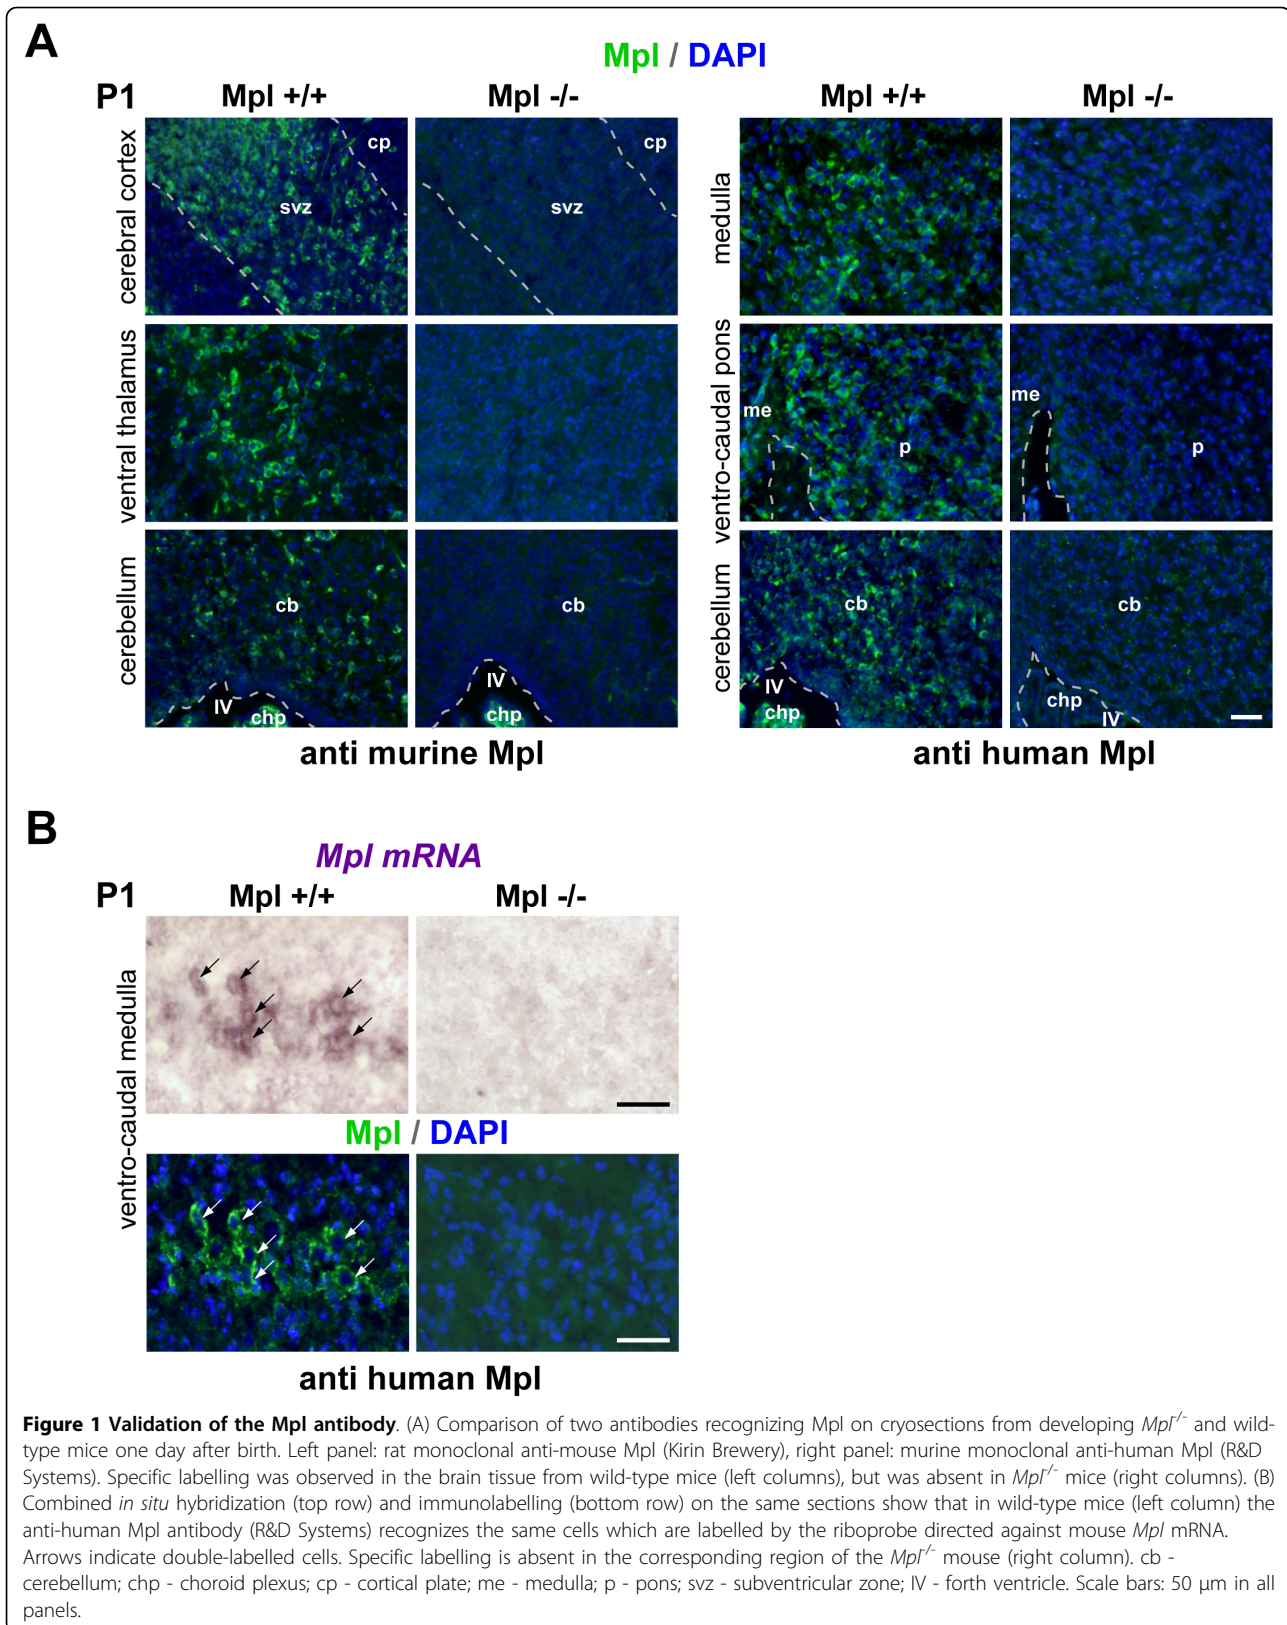 A
Mpl / DAPI
P1
Mpl +/+
Mpl -/-
Mpl +/+
Mpl -/-
cerebral cortex
cp
svz
cp
svz
medulla
ventral thalamus
ventro-caudal pons
me
p
me
p
cerebellum
cb
IV
chp
cb
IV
chp
cerebellum
cb
IV
chp
cb
chp
IV
anti murine Mpl
anti human Mpl
B
Mpl mRNA
P1
Mpl +/+
Mpl -/-
ventro-caudal medulla
Mpl / DAPI
anti human Mpl
Figure 1 Validation of the Mpl antibody. (A) Comparison of two antibodies recognizing Mpl on cryosections from developing Mpl-/- and wild-
type mice one day after birth. Left panel: rat monoclonal anti-mouse Mpl (Kirin Brewery), right panel: murine monoclonal anti-human Mpl (R&D
Systems). Specific labelling was observed in the brain tissue from wild-type mice (left columns), but was absent in Mpl-/- mice (right columns). (B)
Combined in situ hybridization (top row) and immunolabelling (bottom row) on the same sections show that in wild-type mice (left column) the
anti-human Mpl antibody (R&D Systems) recognizes the same cells which are labelled by the riboprobe directed against mouse Mpl mRNA.
Arrows indicate double-labelled cells. Specific labelling is absent in the corresponding region of the Mpl-/- mouse (right column). cb -
cerebellum; chp - choroid plexus; cp - cortical plate; me - medulla; p - pons; svz - subventricular zone; IV - forth ventricle. Scale bars: 50 μm in all
panels.